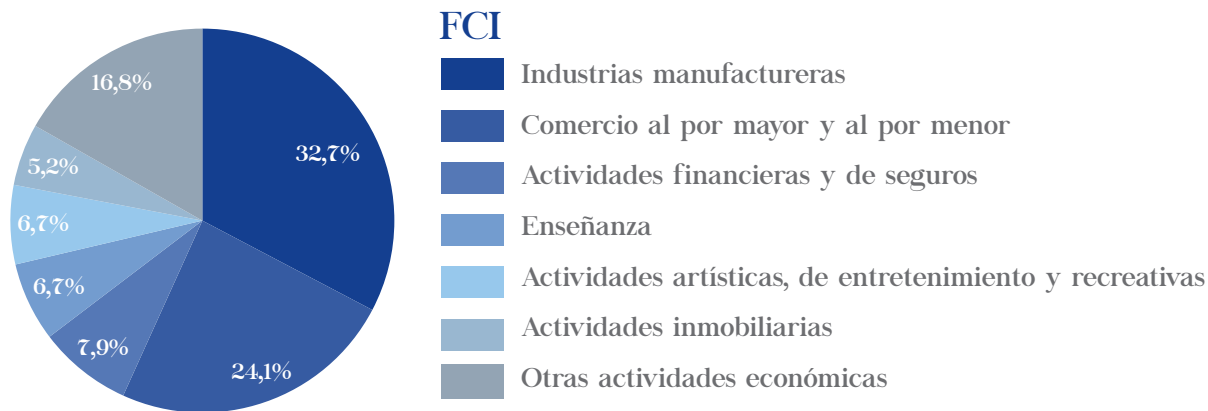 FCI
Industrias manufactureras
Comercio al por mayor y al por menor
Actividades financieras y de seguros
Enseñanza
Actividades artísticas, de entretenimiento y recreativas
Actividades inmobiliarias
Otras actividades económicas
16,8%
32,7%
5,2%
6,7%
6,7%
7,9%
24,1%